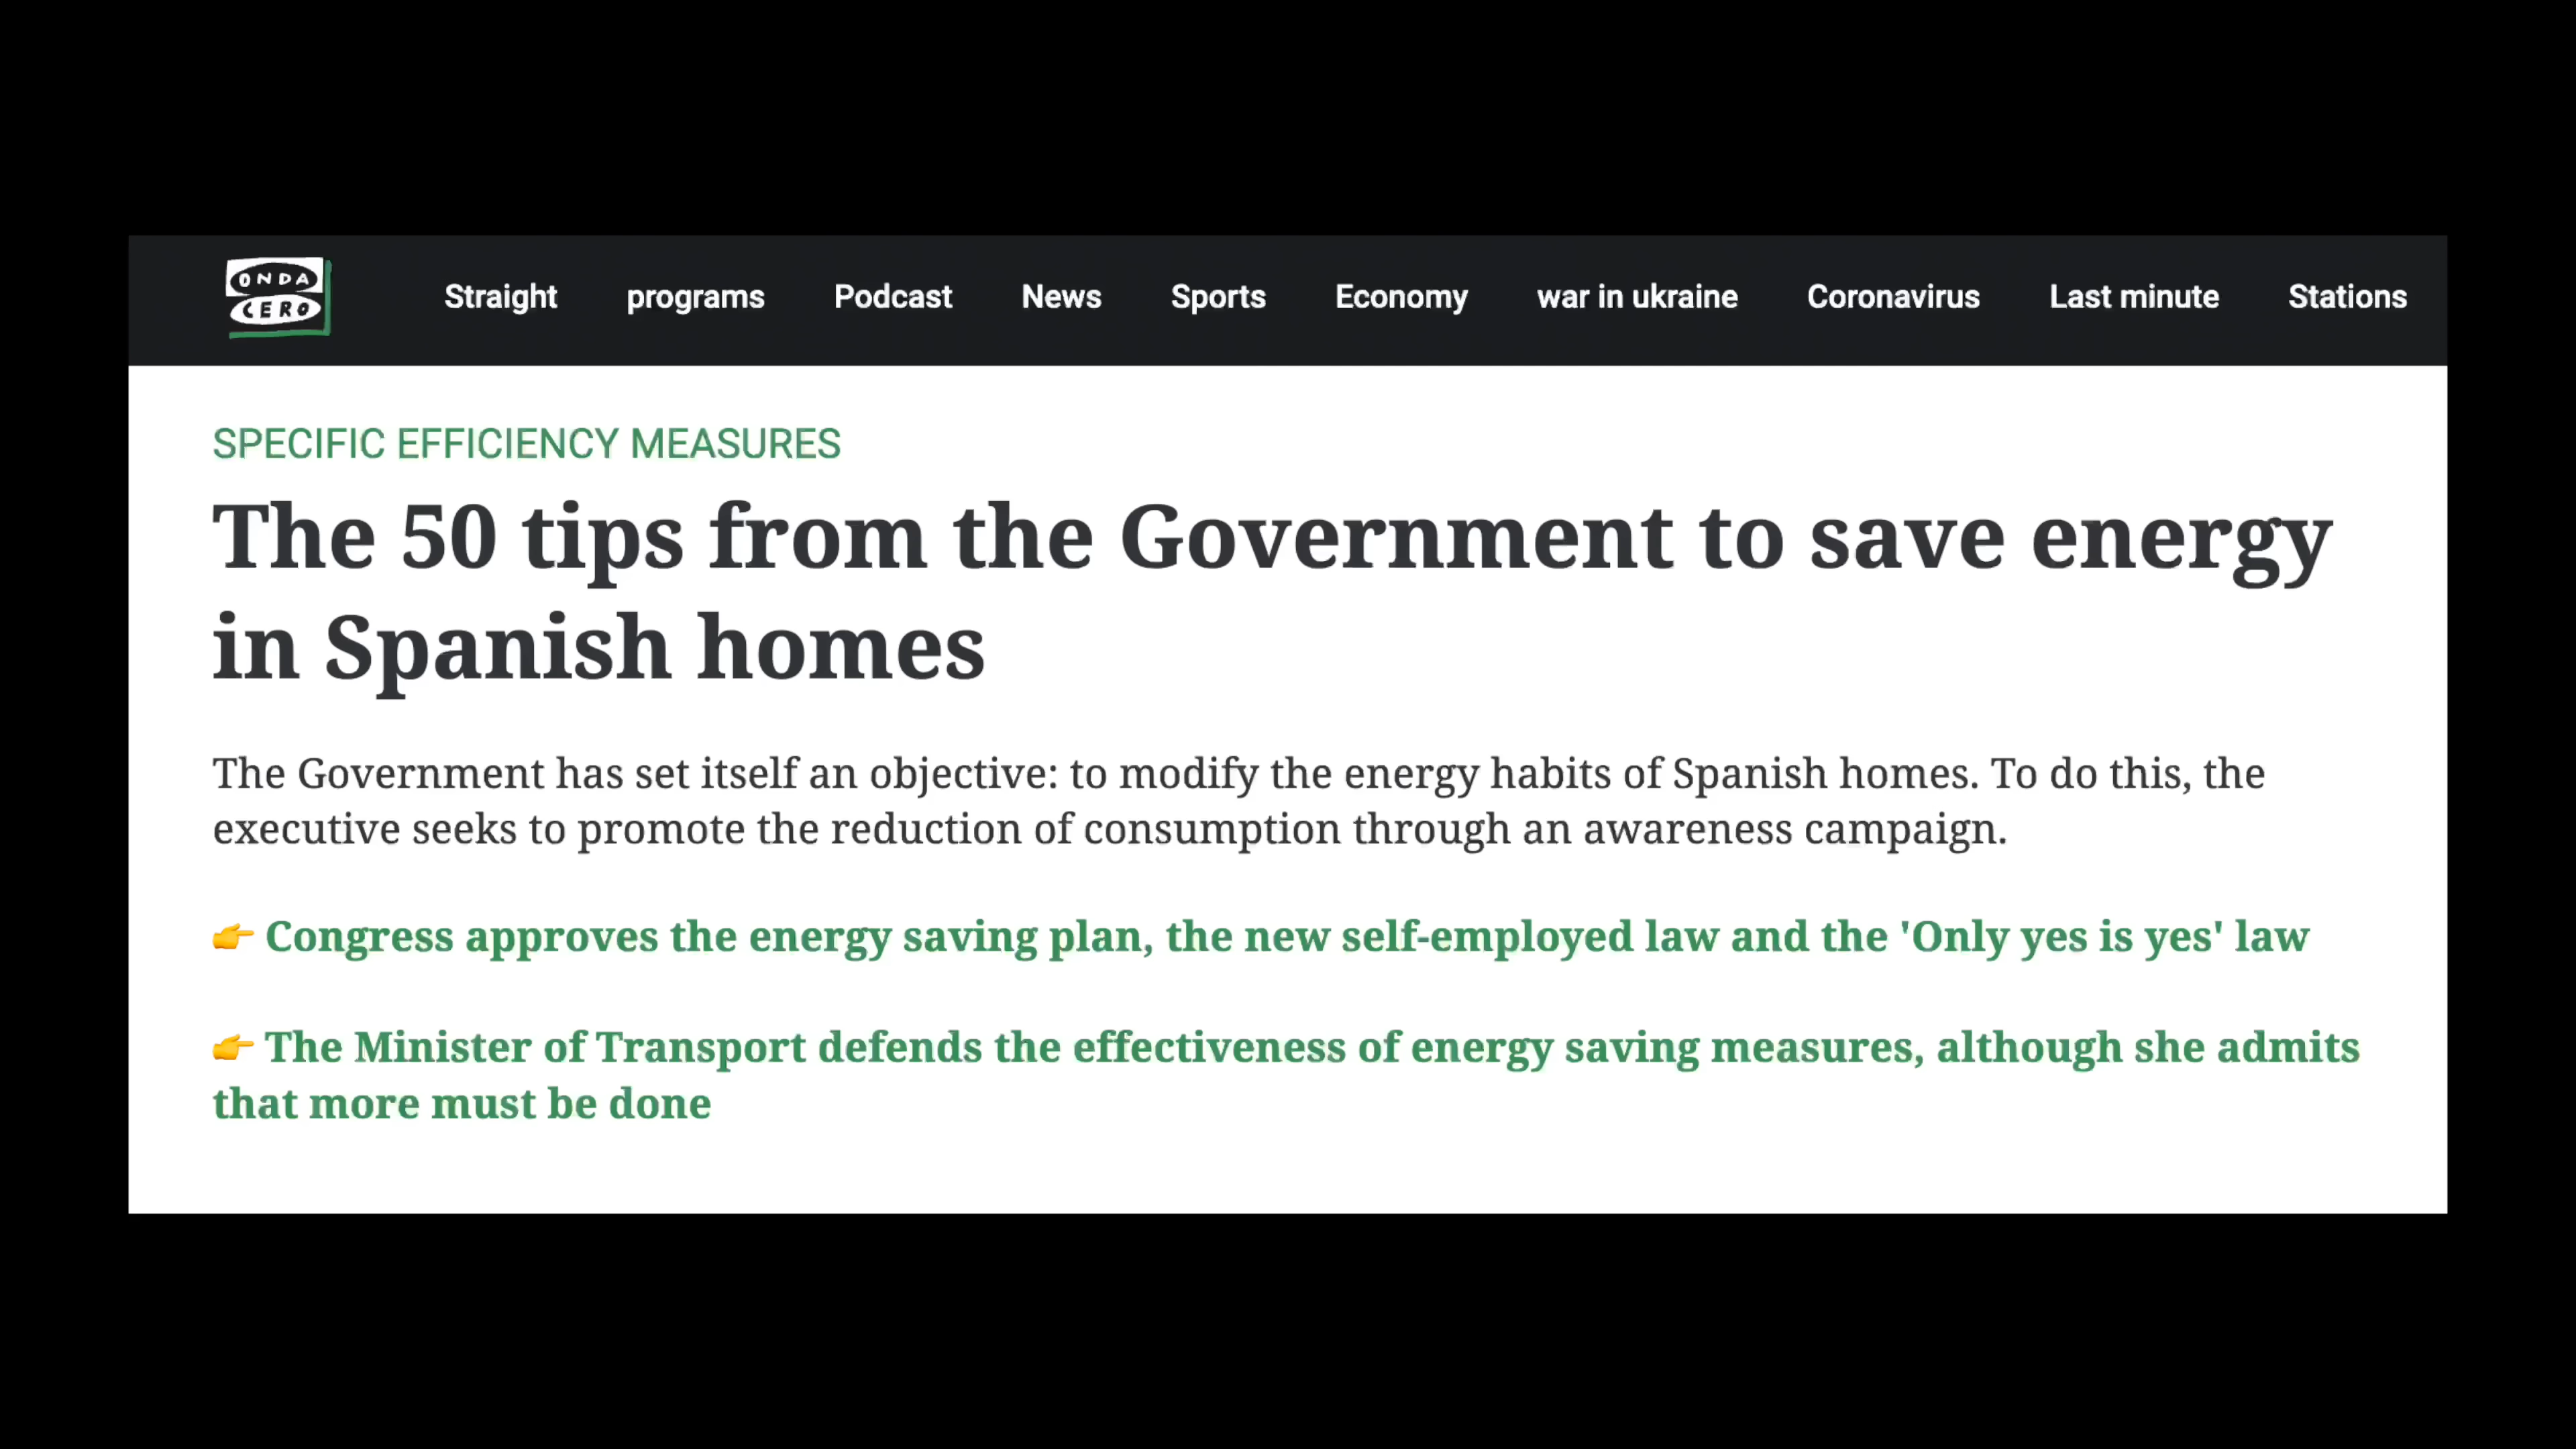 ONDA
CERO
Straight programs Podcast News Sports Economy war in ukraine Coronavirus Last minute Stations
SPECIFIC EFFICIENCY MEASURES
The 50 tips from the Government to save energy
in Spanish homes
The Government has set itself an objective: to modify the energy habits of Spanish homes. To do this, the
executive seeks to promote the reduction of consumption through an awareness campaign.
👉 Congress approves the energy saving plan, the new self-employed law and the 'Only yes is yes' law
👉 The Minister of Transport defends the effectiveness of energy saving measures, although she admits
that more must be done